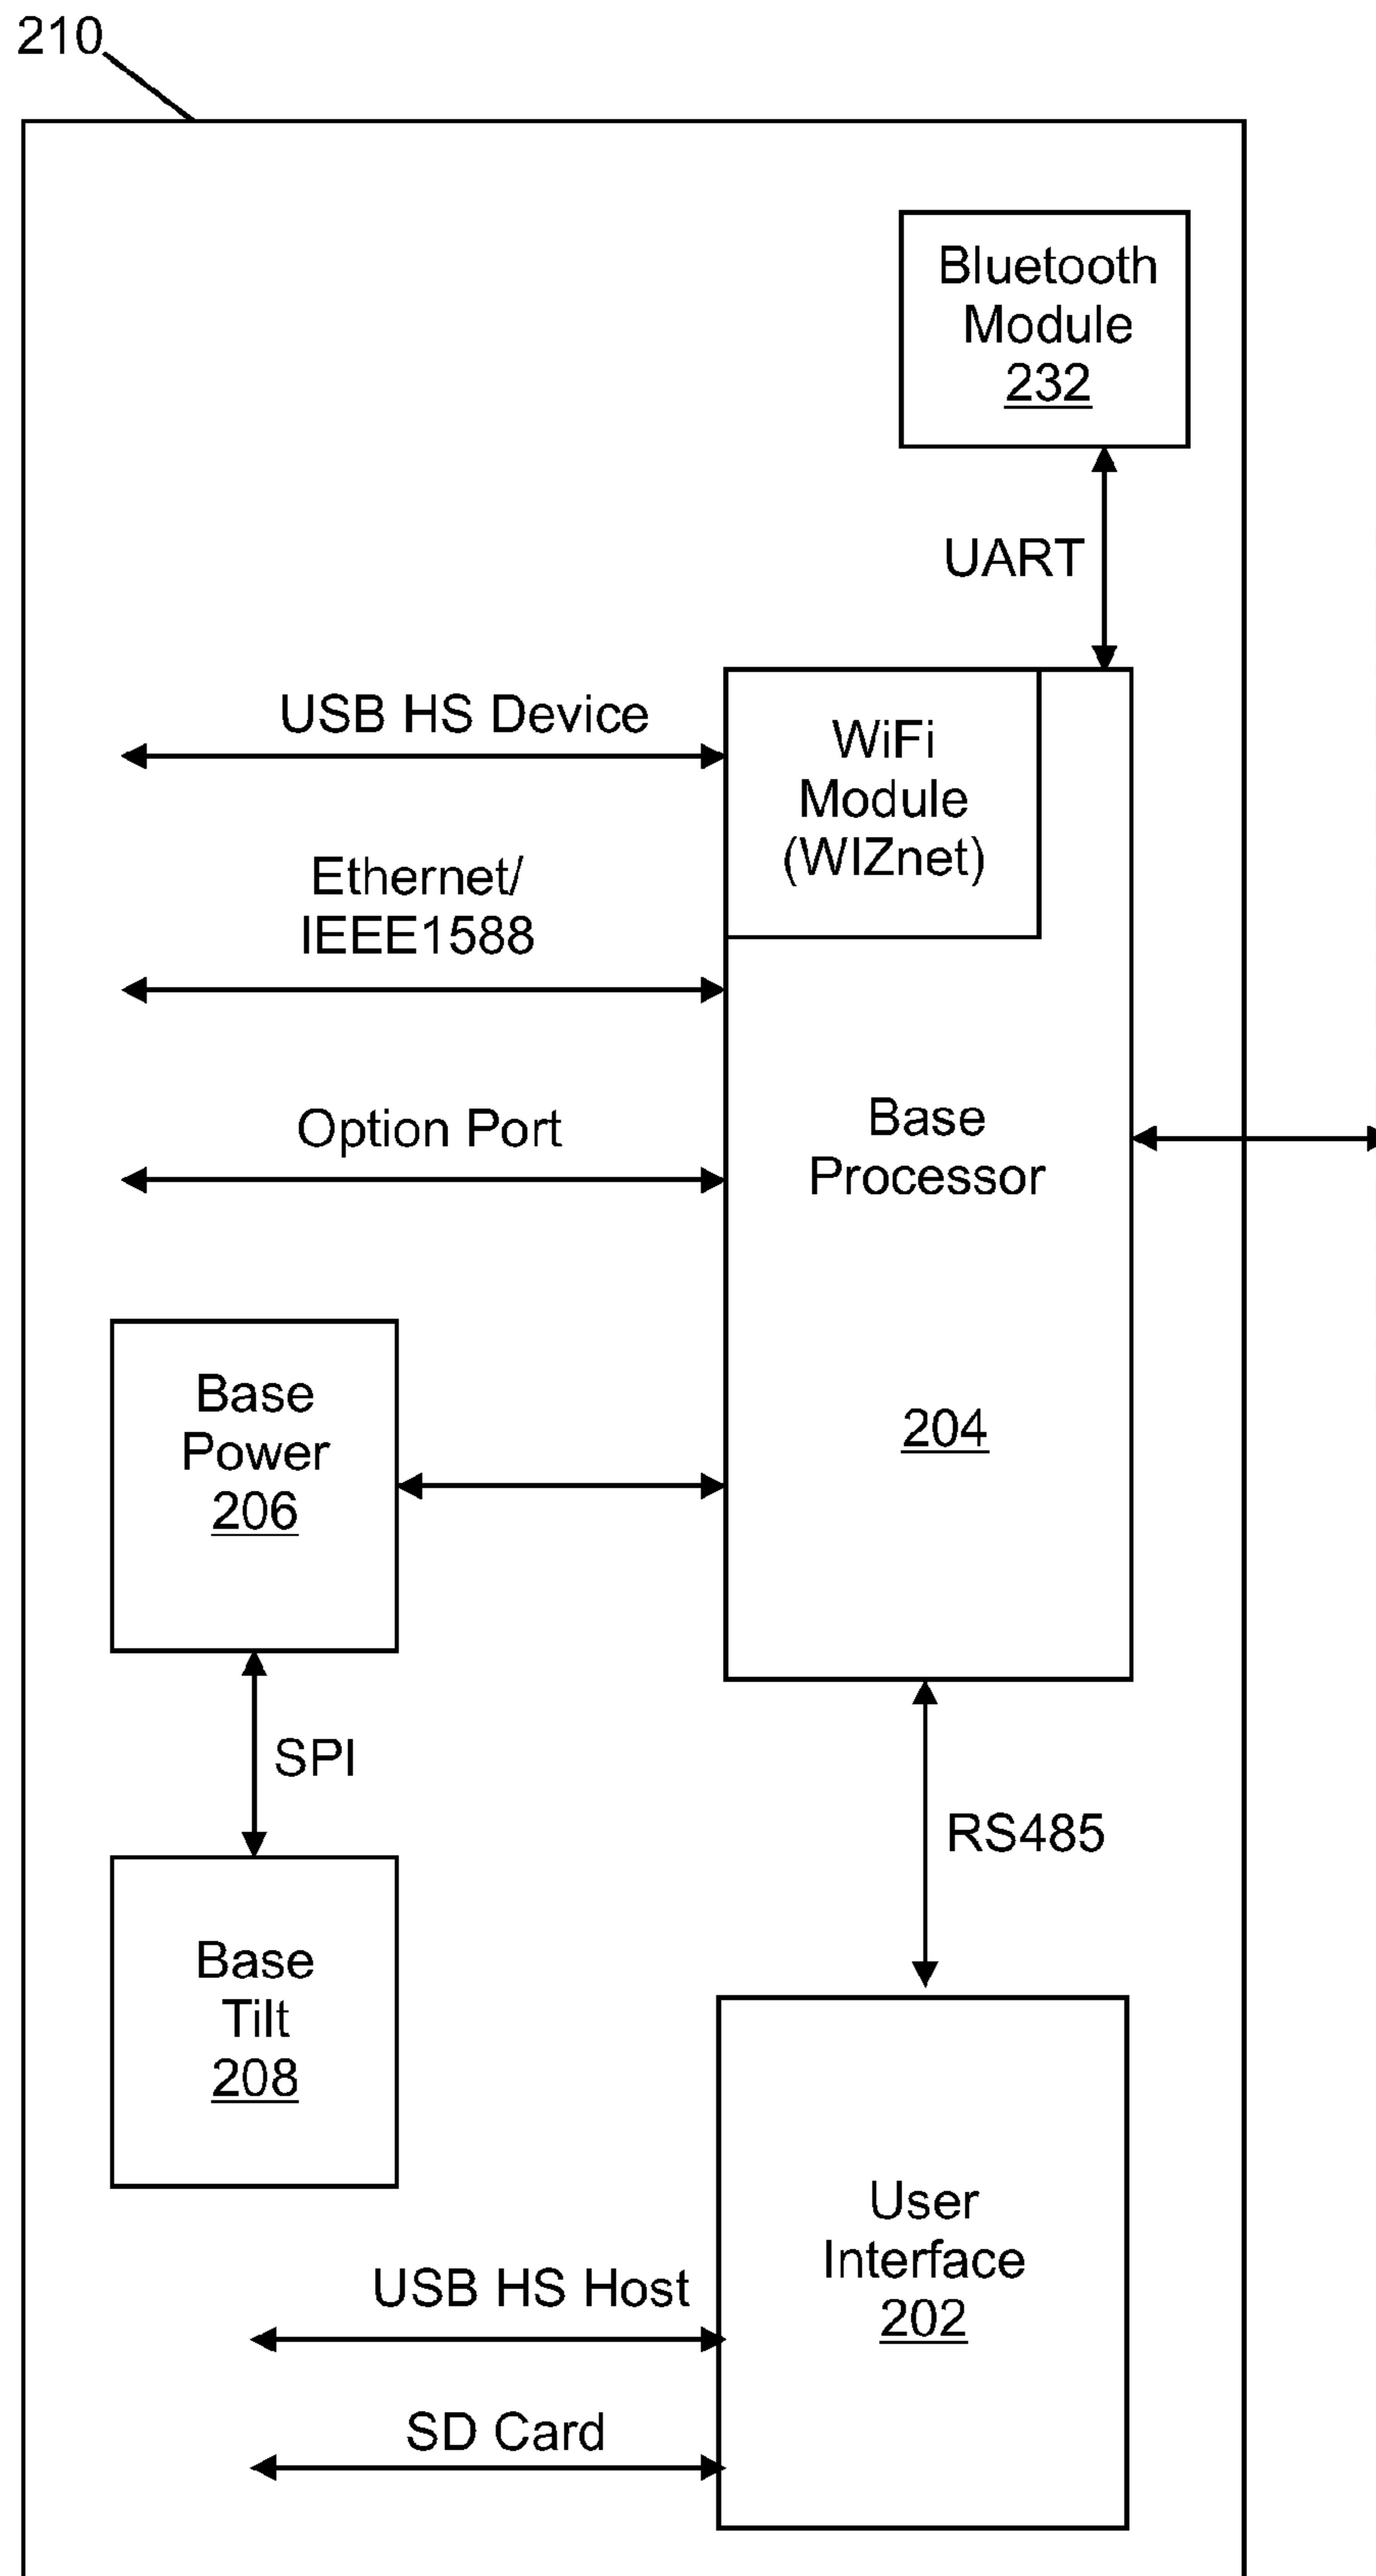 210
Bluetooth
Module
232
UART
USB HS Device
WiFi
Module
(WIZnet)
Ethernet/
IEEE1588
Option Port
Base
Processor
204
Base
Power
206
SPI
RS485
Base
Tilt
208
User
Interface
202
USB HS Host
SD Card